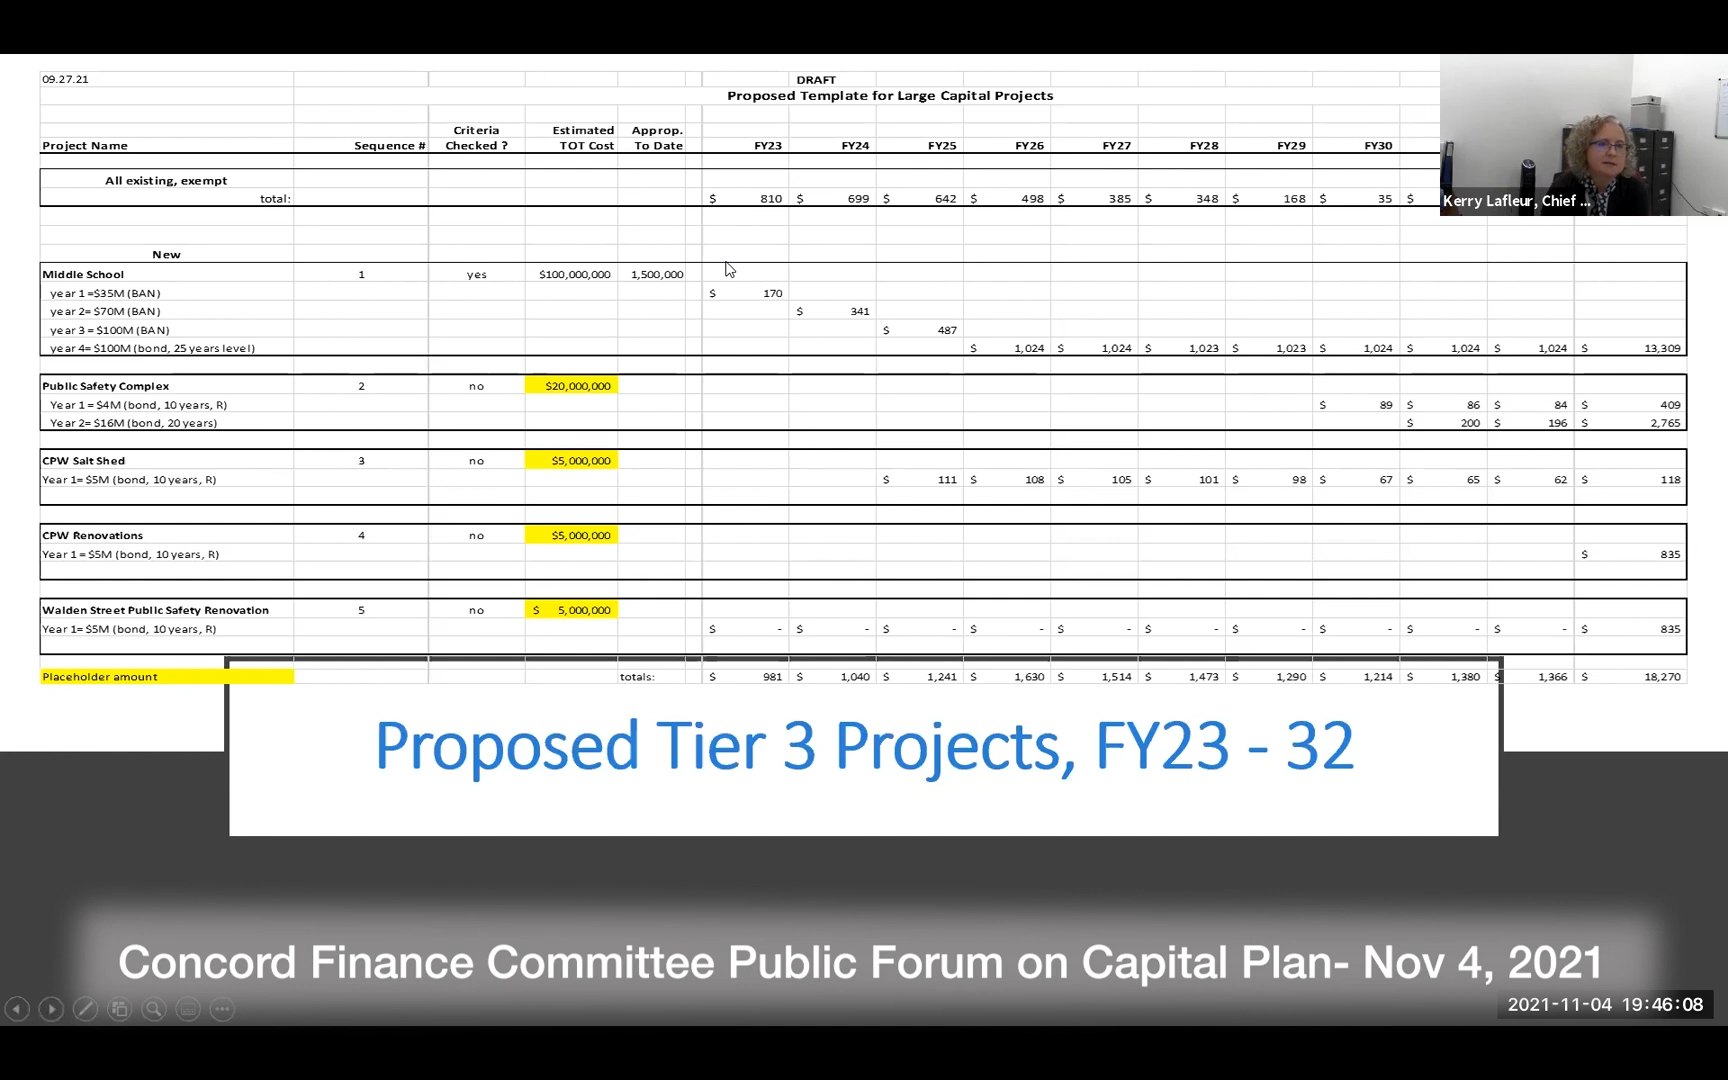 09.27.21 DRAFT
Proposed Template for Large Capital Projects
Criteria Estimated Approp.
Project Name Sequence # Checked ? TOT Cost To Date FY23 FY24 FY25 FY26 FY27 FY28 FY29 FY30
All existing, exempt
total: $ 810 $ 699 $ 642 $ 498 $ 385 $ 348 $ 168 $ 35 $
Kerry Lafleur, Chief ...
New
Middle School 1 yes $100,000,000 1,500,000
year 1 =$35M (BAN) $ 170
year 2= $70M (BAN) $ 341
year 3 = $100M (BAN) $ 487
year 4= $100M (bond, 25 years level) $ 1,024 $ 1,024 $ 1,023 $ 1,023 $ 1,024 $ 1,024 $ 1,024 $ 13,309
Public Safety Complex 2 no $20,000,000
Year 1 = $4M (bond, 10 years, R) $ 89 $ 86 $ 84 $ 409
Year 2= $16M (bond, 20 years) $ 200 $ 196 $ 2,765
CPW Salt Shed 3 no $5,000,000
Year 1= $5M (bond, 10 years, R) $ 111 $ 108 $ 105 $ 101 $ 98 $ 67 $ 65 $ 62 $ 118
CPW Renovations 4 no $5,000,000
Year 1 = $5M (bond, 10 years, R) $ 835
Walden Street Public Safety Renovation 5 no $ 5,000,000
Year 1= $5M (bond, 10 years, R) $ - $ - $ - $ - $ - $ - $ - $ - $ - $ - $ 835
Placeholder amount totals: $ 981 $ 1,040 $ 1,241 $ 1,630 $ 1,514 $ 1,473 $ 1,290 $ 1,214 $ 1,380 $ 1,366 $ 18,270
Proposed Tier 3 Projects, FY23 - 32
Concord Finance Committee Public Forum on Capital Plan- Nov 4, 2021
2021-11-04 19:46:08